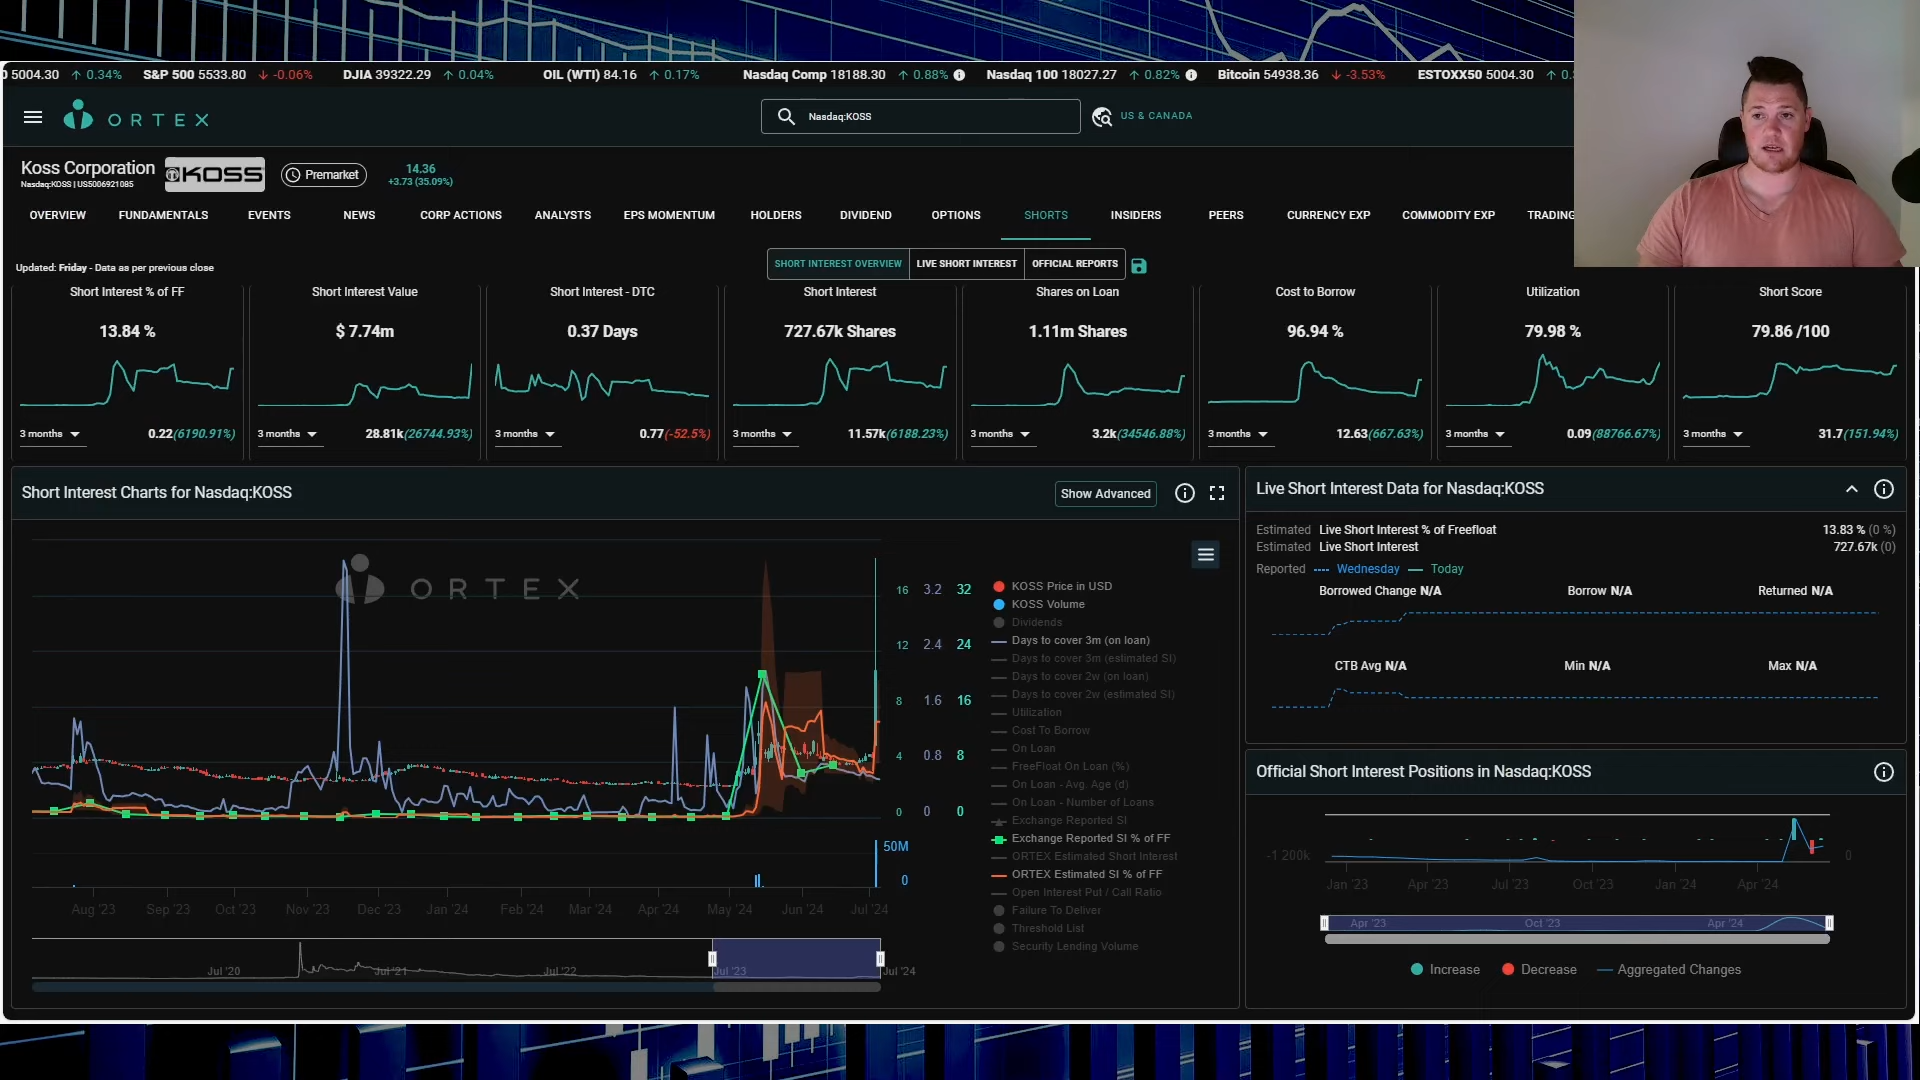 0 5004.30 ↑ 0.34% S&P 500 5533.80 ↓ -0.06% DJIA 39322.29 ↑ 0.04% OIL (WTI) 84.16 ↑ 0.17% Nasdaq Comp 18188.30 ↑ 0.88% Nasdaq 100 18027.27 ↑ 0.82% Bitcoin 54938.36 ↓ -3.53% ESTOXX50 5004.30 ↑ 0.3
ORTEX
Nasdaq:KOSS
US & CANADA
Koss Corporation
Nasdaq:KOSS | US5006921085
KOSS
Premarket
14.36
+3.73 (35.09%)
OVERVIEW FUNDAMENTALS EVENTS NEWS CORP ACTIONS ANALYSTS EPS MOMENTUM HOLDERS DIVIDEND OPTIONS SHORTS INSIDERS PEERS CURRENCY EXP COMMODITY EXP TRADING
Updated: Friday - Data as per previous close
SHORT INTEREST OVERVIEW LIVE SHORT INTEREST OFFICIAL REPORTS
Short Interest % of FF Short Interest Value Short Interest - DTC Short Interest Shares on Loan Cost to Borrow Utilization Short Score
13.84 % $ 7.74m 0.37 Days 727.67k Shares 1.11m Shares 96.94 % 79.98 % 79.86 /100
3 months 0.22(6190.91%) 3 months 28.81k(26744.93%) 3 months 0.77(-52.5%) 3 months 11.57k(6188.23%) 3 months 3.2k(34546.88%) 3 months 12.63(667.63%) 3 months 0.09(88766.67%) 3 months 31.7(151.94%)
Short Interest Charts for Nasdaq:KOSS
Show Advanced
ORTEX
16 3.2 32
12 2.4 24
8 1.6 16
4 0.8 8
0 0 0
50M
0
Aug '23 Sep '23 Oct '23 Nov '23 Dec '23 Jan '24 Feb '24 Mar '24 Apr '24 May '24 Jun '24 Jul '24
Jul '20 Jul '21 Jul '22 Jul '23 Jul '24
KOSS Price in USD
KOSS Volume
Dividends
Days to cover 3m (on loan)
Days to cover 3m (estimated SI)
Days to cover 2w (on loan)
Days to cover 2w (estimated SI)
Utilization
Cost To Borrow
On Loan
FreeFloat On Loan (%)
On Loan - Avg. Age (d)
On Loan - Number of Loans
Exchange Reported SI
Exchange Reported SI % of FF
ORTEX Estimated Short Interest
ORTEX Estimated SI % of FF
Open Interest Put / Call Ratio
Failure To Deliver
Threshold List
Security Lending Volume
Live Short Interest Data for Nasdaq:KOSS
Estimated Live Short Interest % of Freefloat 13.83 % (0 %)
Estimated Live Short Interest 727.67k (0)
Reported Wednesday Today
Borrowed Change N/A Borrow N/A Returned N/A
CTB Avg N/A Min N/A Max N/A
Official Short Interest Positions in Nasdaq:KOSS
-1 200k 0
Jan '23 Apr '23 Jul '23 Oct '23 Jan '24 Apr '24
Apr '23 Oct '23 Apr '24
Increase Decrease Aggregated Changes